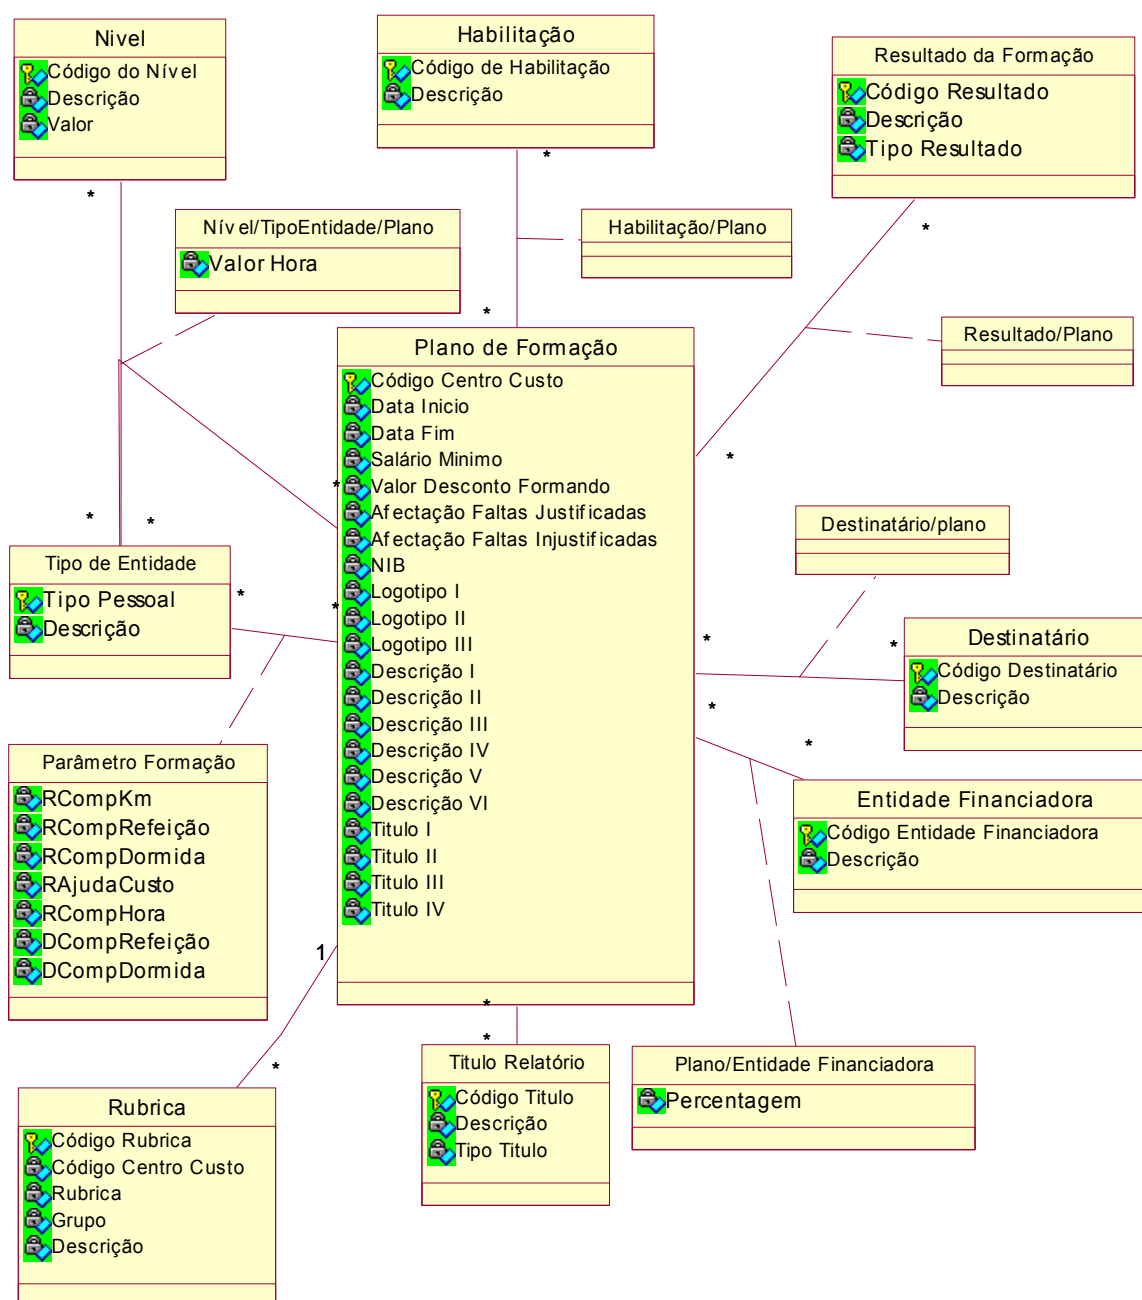 Nivel
Código do Nível
Descrição
Valor
*
Habilitação
Código de Habilitação
Descrição
*
Resultado da Formação
Código Resultado
Descrição
Tipo Resultado
*
Nível/TipoEntidade/Plano
Valor Hora
Habilitação/Plano
Resultado/Plano
*
Plano de Formação
Código Centro Custo
Data Inicio
Data Fim
Salário Minimo
Valor Desconto Formando
Afectação Faltas Justificadas
Afectação Faltas Injustificadas
NIB
Logotipo I
Logotipo II
Logotipo III
Descrição I
Descrição II
Descrição III
Descrição IV
Descrição V
Descrição VI
Titulo I
Titulo II
Titulo III
Titulo IV
*
*
*
*
*
Tipo de Entidade
Tipo Pessoal
Descrição
*
*
Destinatário/plano
*
*
Destinatário
Código Destinatário
Descrição
*
*
Entidade Financiadora
Código Entidade Financiadora
Descrição
Parâmetro Formação
RCompKm
RCompRefeição
RCompDormida
RAjudaCusto
RCompHora
DCompRefeição
DCompDormida
1
*
*
*
Titulo Relatório
Código Titulo
Descrição
Tipo Titulo
Plano/Entidade Financiadora
Percentagem
Rubrica
Código Rubrica
Código Centro Custo
Rubrica
Grupo
Descrição